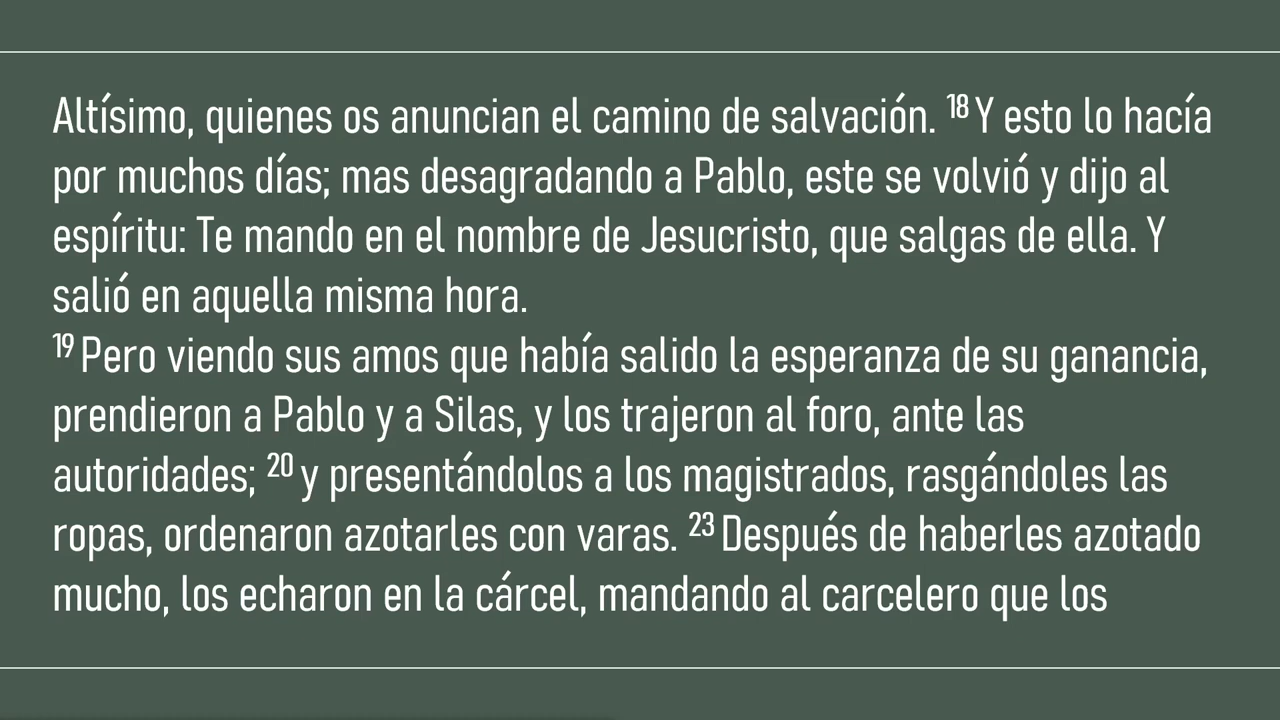 Altísimo, quienes os anuncian el camino de salvación. 18 Y esto lo hacía
por muchos días; mas desagradando a Pablo, este se volvió y dijo al
espíritu: Te mando en el nombre de Jesucristo, que salgas de ella. Y
salió en aquella misma hora.
19 Pero viendo sus amos que había salido la esperanza de su ganancia,
prendieron a Pablo y a Silas, y los trajeron al foro, ante las
autoridades; 20 y presentándolos a los magistrados, rasgándoles las
ropas, ordenaron azotarles con varas. 23 Después de haberles azotado
mucho, los echaron en la cárcel, mandando al carcelero que los